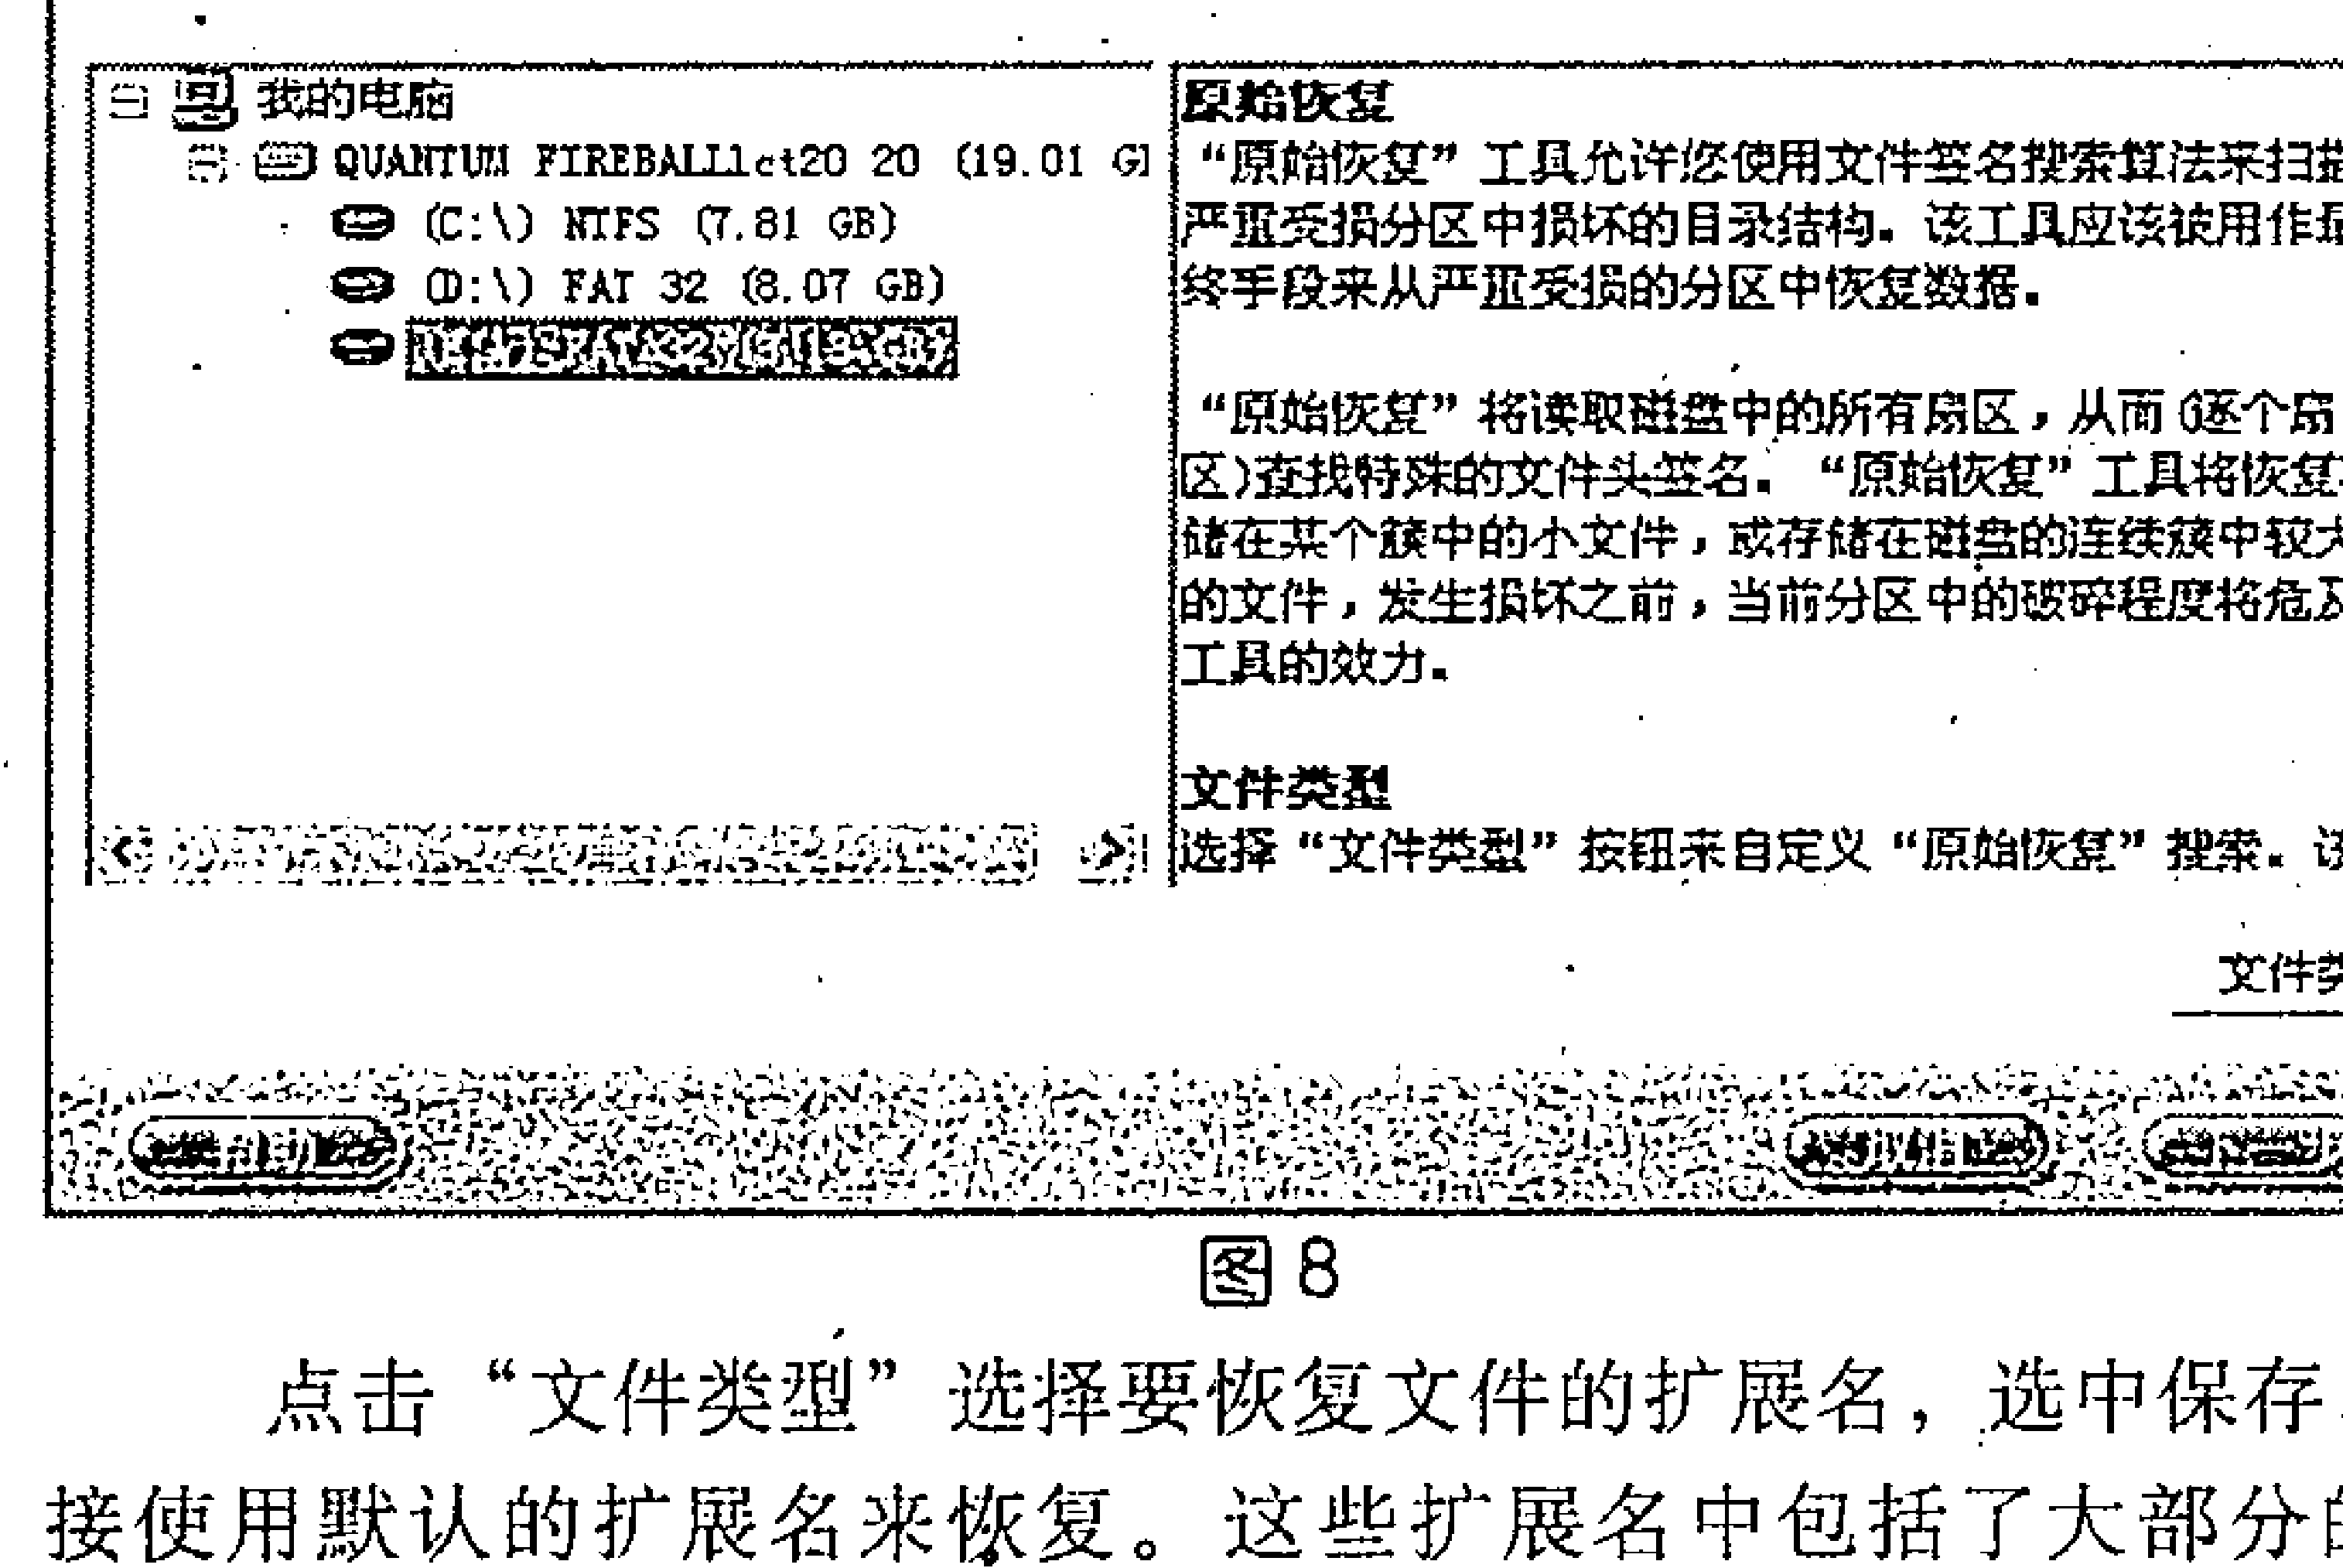 我的电脑
QUANTUM FIREBALLlct20 20 (19.01 G
(C:\) NTFS (7.81 GB)
(D:\) FAT 32 (8.07 GB)
原始恢复
“原始恢复”工具允许您使用文件签名搜索算法来扫描
严重受损分区中损坏的目录结构。该工具应该被用作最
终手段来从严重受损的分区中恢复数据。
“原始恢复”将读取磁盘中的所有扇区，从而(逐个扇
区)查找特殊的文件头签名。“原始恢复”工具将恢复
储在某个簇中的小文件，或存储在磁盘的连续簇中较大
的文件，发生损坏之前，当前分区中的破碎程度将危及
工具的效力。
文件类型
选择“文件类型”按钮来自定义“原始恢复”搜索。该
文件类
图 8
点击“文件类型”选择要恢复文件的扩展名，选中保存
接使用默认的扩展名来恢复。这些扩展名中包括了大部分的